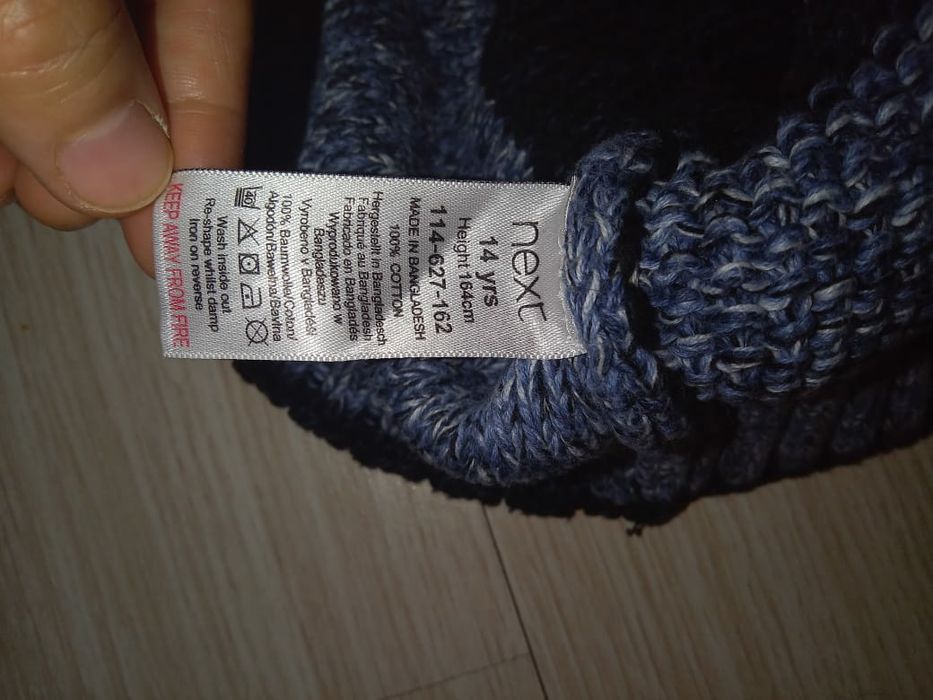 next
14 yrs
Height 164cm
114-627-162
MADE IN BANGLADESH
100% COTTON
Hergestellt in Bangladesch
Fabriqué au Bangladesh
Fabricado en Bangladés
Wyprodukowano w
Bangladeszu
Vyrobeno v Bangladéši
100% Baumwolle/Coton/
Algodón/Bawełna/Bavlna
40
Wash inside out
Re-shape whilst damp
Iron on reverse
KEEP AWAY FROM FIRE